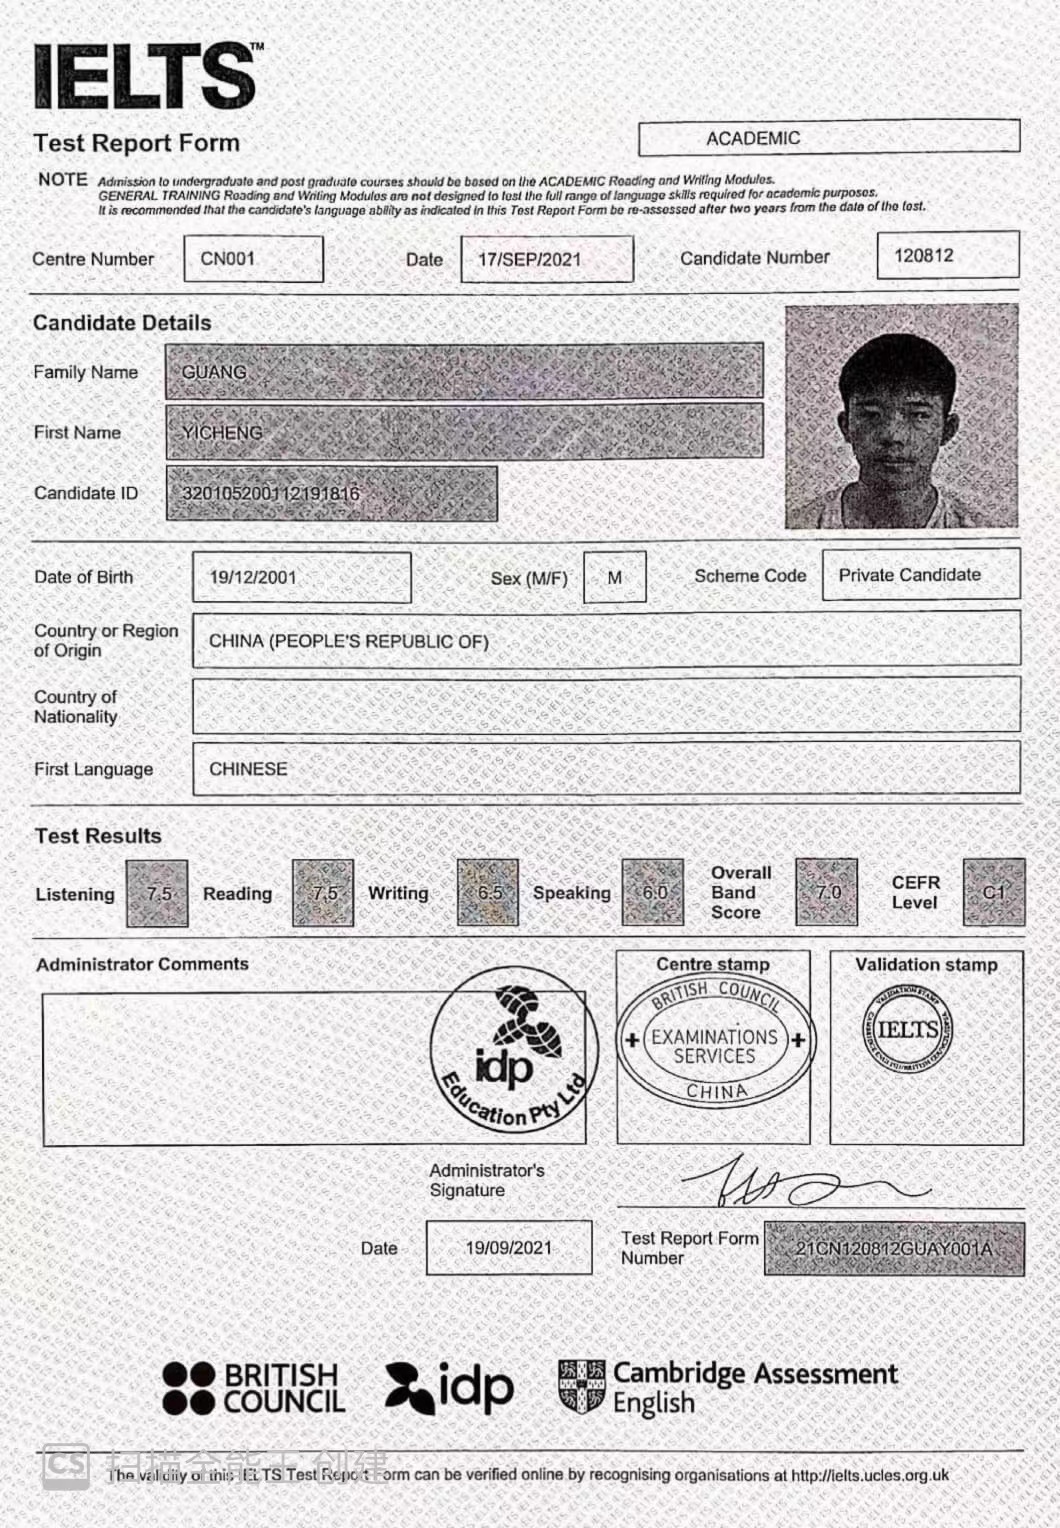 IELTS™
Test Report Form
ACADEMIC
NOTE Admission to undergraduate and post graduate courses should be based on the ACADEMIC Reading and Writing Modules.
GENERAL TRAINING Reading and Writing Modules are not designed to test the full range of language skills required for academic purposes.
It is recommended that the candidate's language ability as indicated in this Test Report Form be re-assessed after two years from the date of the test.
Centre Number CN001 Date 17/SEP/2021 Candidate Number 120812
Candidate Details
Family Name GUANG
First Name YICHENG
Candidate ID 320105200112191816
Date of Birth 19/12/2001 Sex (M/F) M Scheme Code Private Candidate
Country or Region
of Origin
CHINA (PEOPLE'S REPUBLIC OF)
Country of
Nationality
First Language CHINESE
Test Results
Listening 7.5 Reading 7.5 Writing 6.5 Speaking 6.0 Overall Band Score 7.0 CEFR Level C1
Administrator Comments
idp
Education Pty Ltd
Centre stamp
BRITISH COUNCIL
EXAMINATIONS
SERVICES
CHINA
Validation stamp
VALIDATION STAMP
IELTS
Administrator's
Signature
Date 19/09/2021
Test Report Form
Number
21CN120812GUAY001A
BRITISH
COUNCIL
idp
Cambridge Assessment
English
CS 扫描全能王 创建
The validity of this IELTS Test Report Form can be verified online by recognising organisations at http://ielts.ucles.org.uk